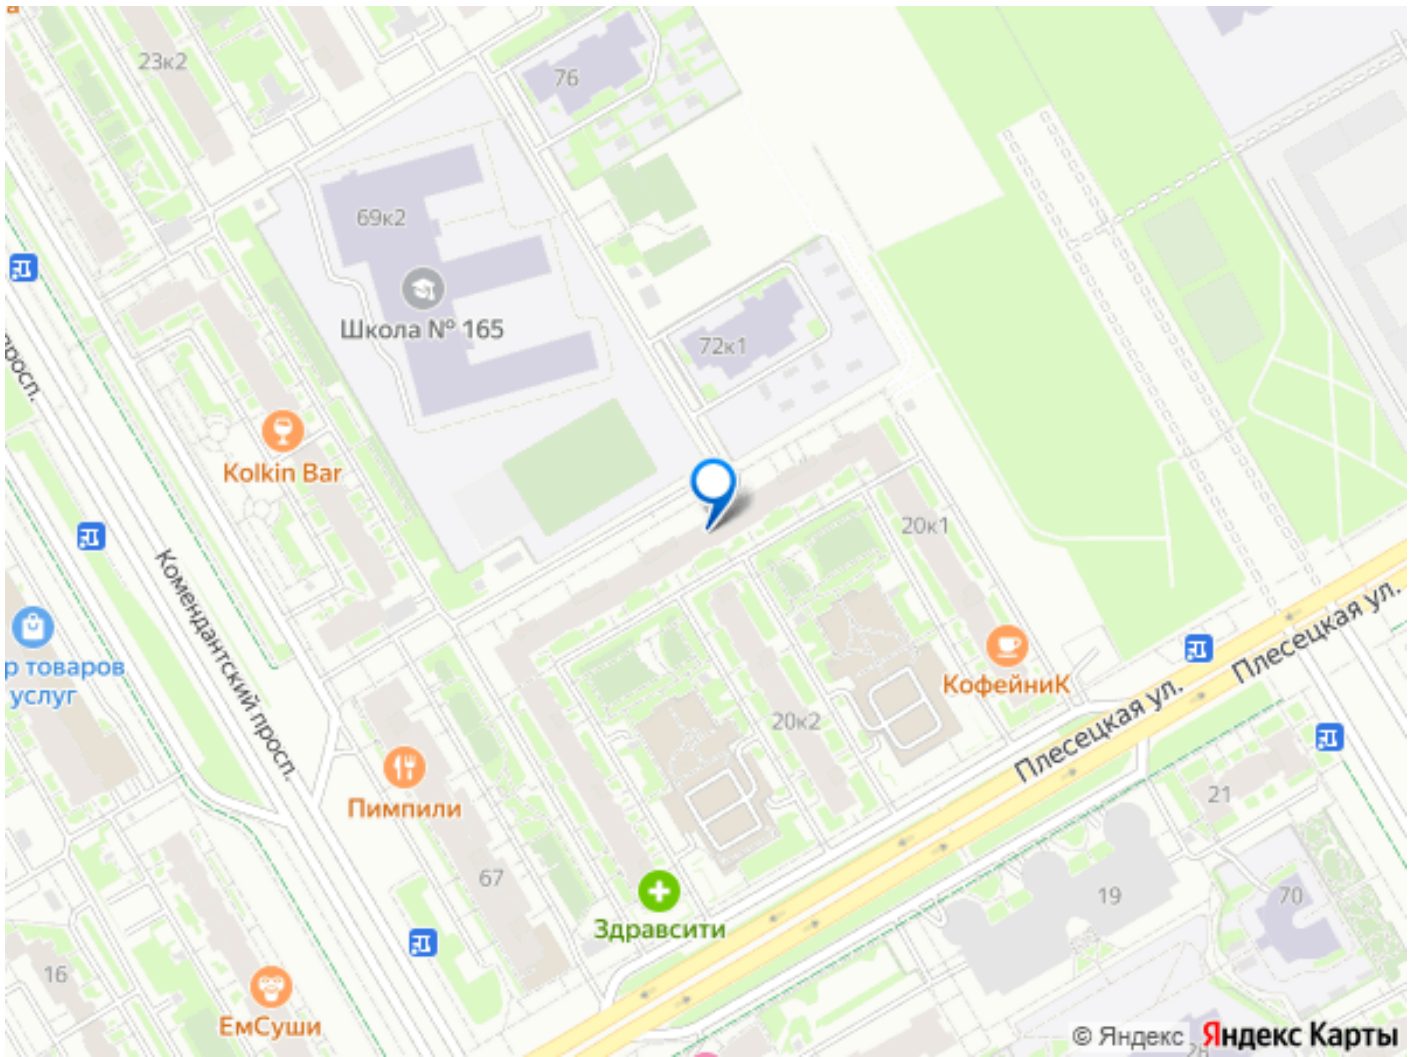 23к2
76
69к2
Школа № 165
просп.
72к1
Kolkin Bar
20к1
Комендантский просп.
р товаров
услуг
КофейниК
Плесецкая ул.
Плесецкая ул.
20к2
Пимпили
21
67
19
70
Здравсити
16
ЕмСуши
© Яндекс
Яндекс Карты